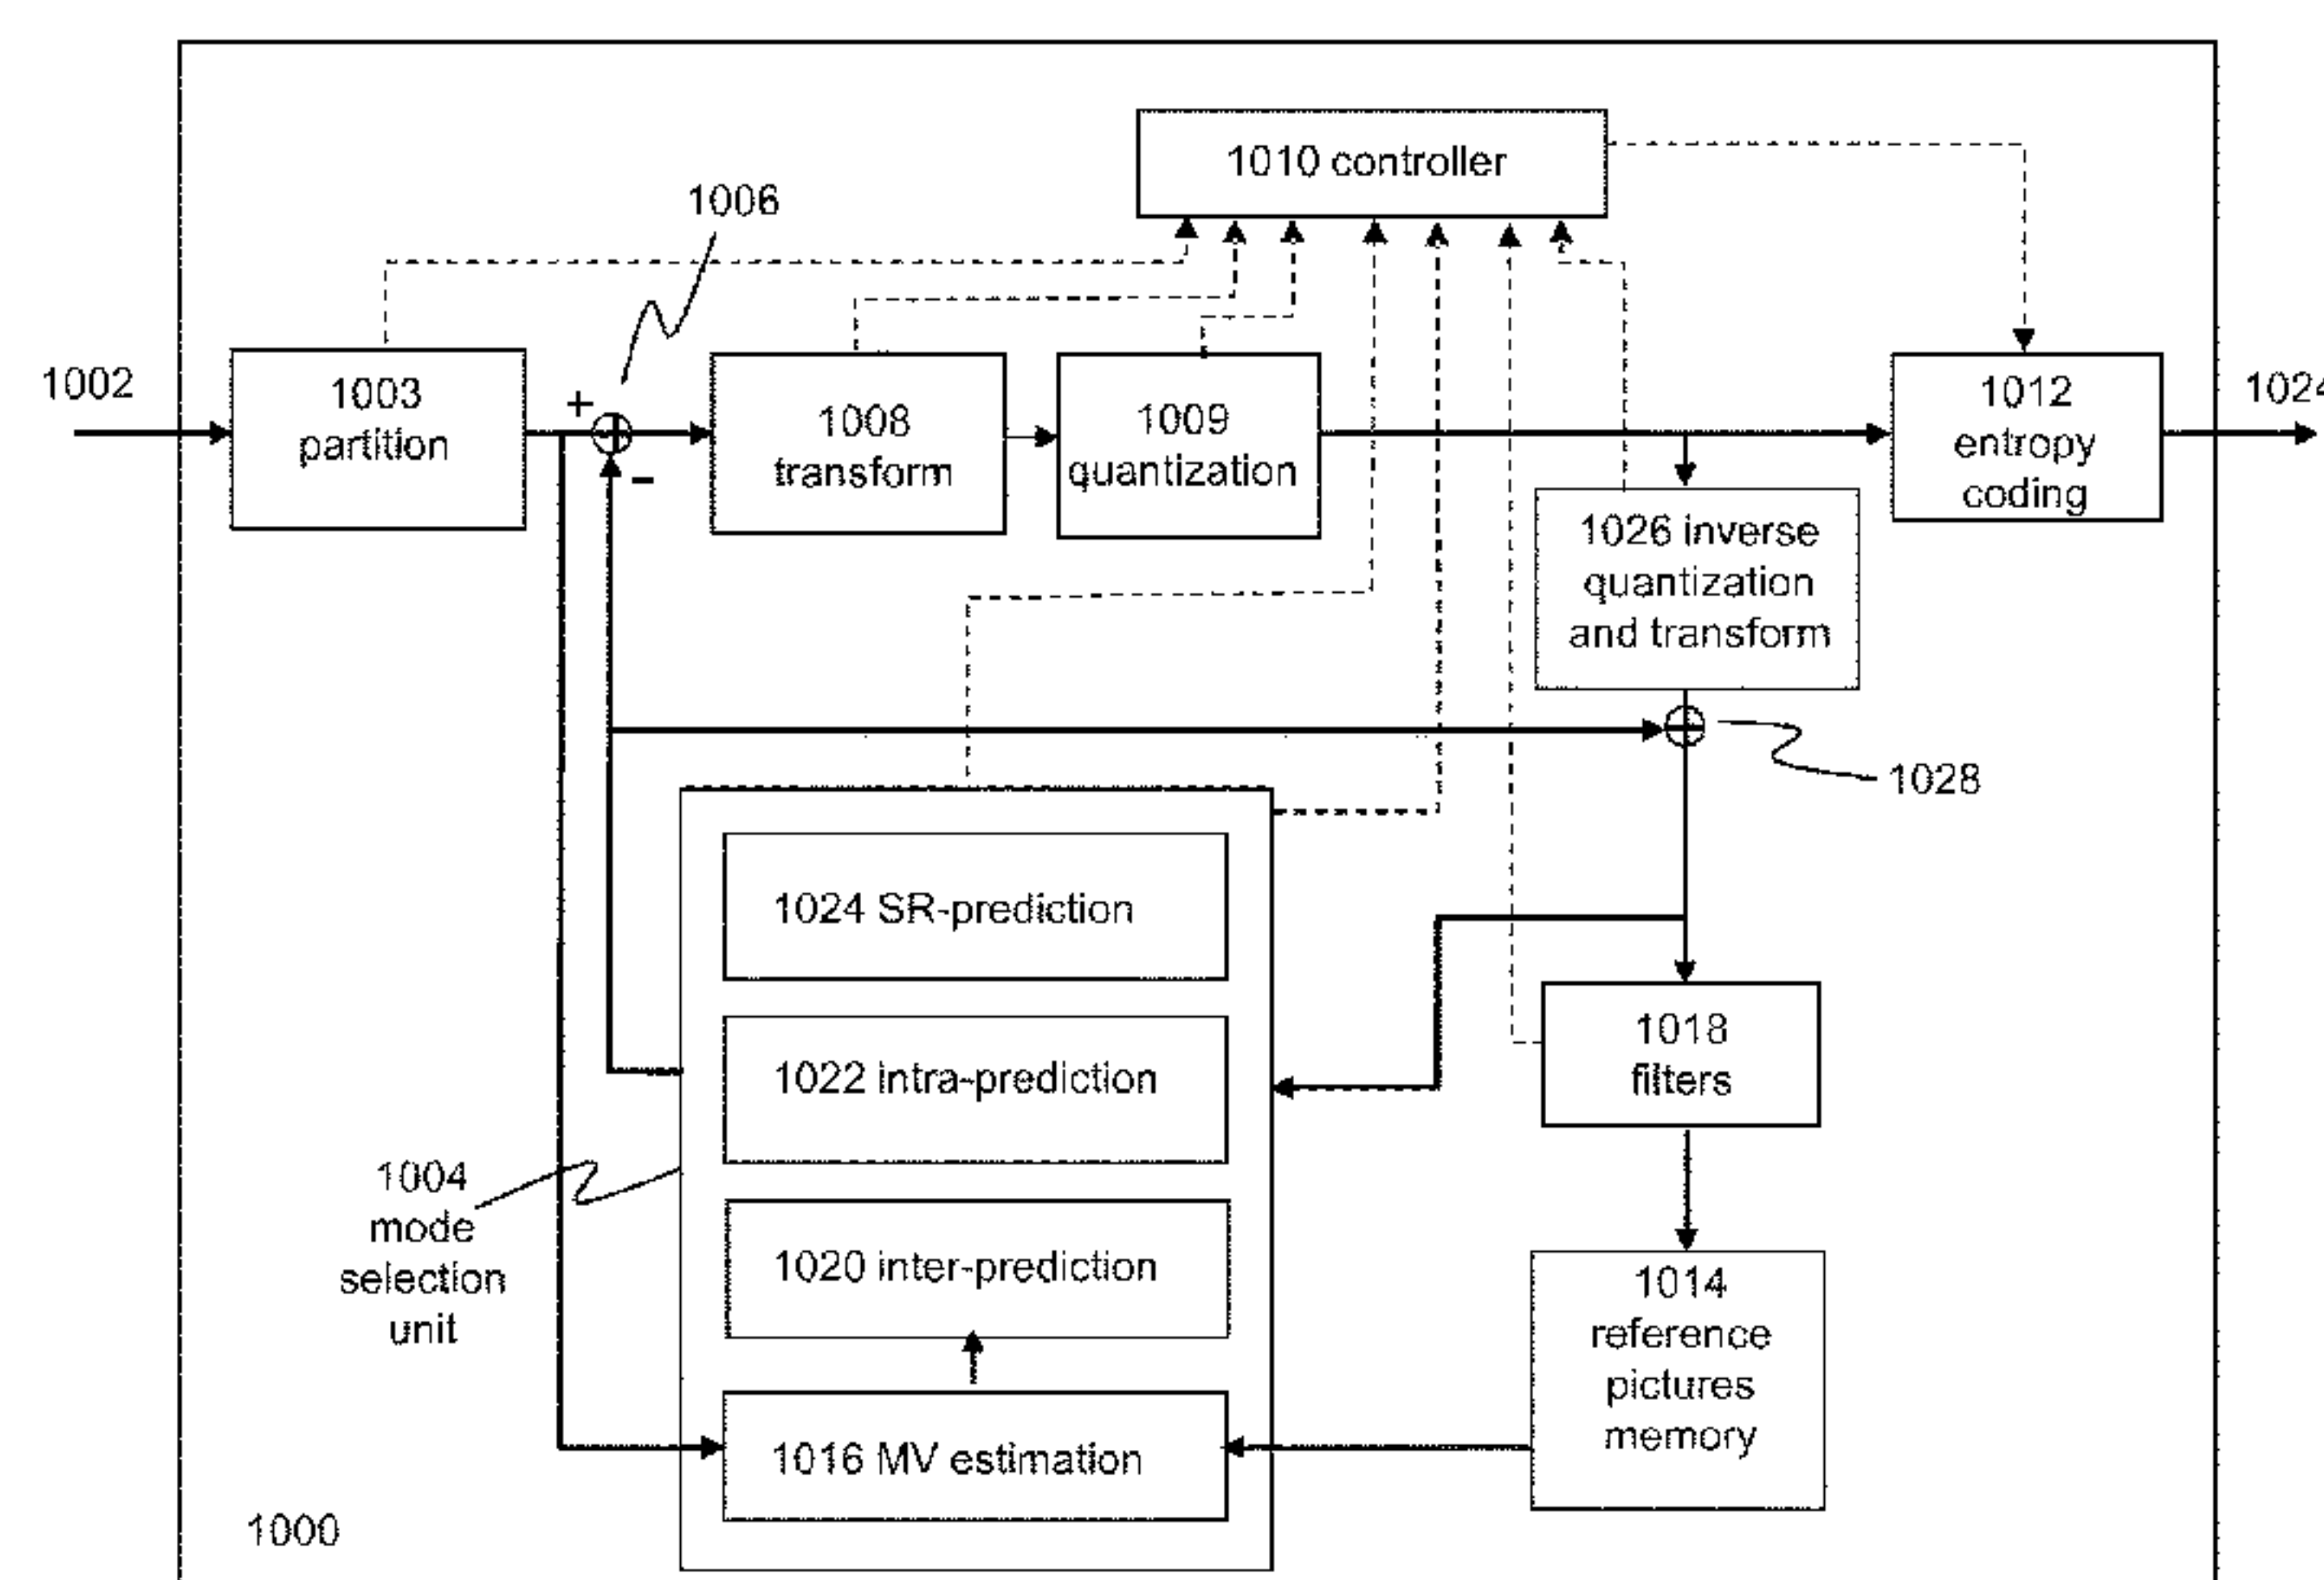 1010 controller
1006
1002
1003
partition
+
-
1008
transform
1009
quantization
1012
entropy
coding
1024
1026 inverse
quantization
and transform
1028
1024 SR-prediction
1022 intra-prediction
1020 inter-prediction
1016 MV estimation
1004
mode
selection
unit
1018
filters
1014
reference
pictures
memory
1000